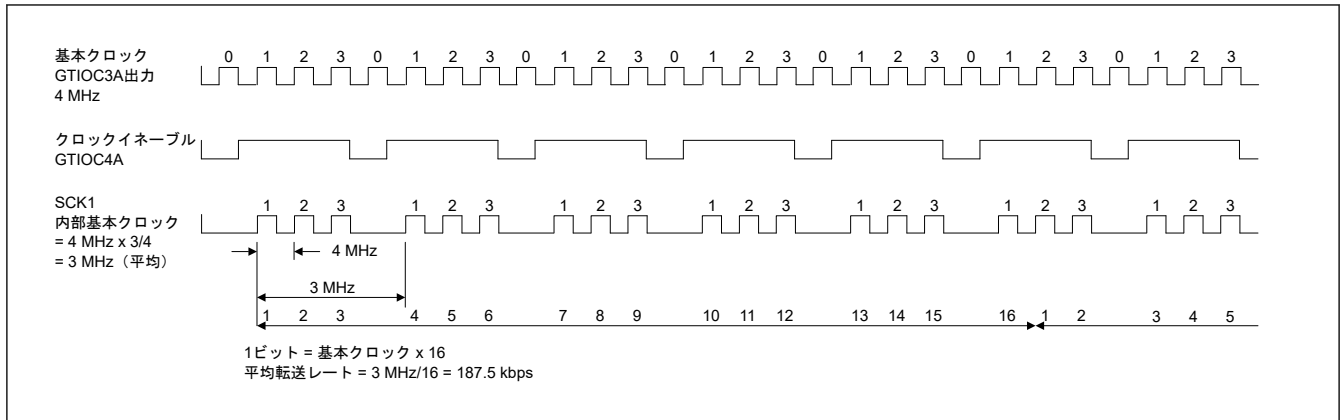 基本クロック
GTIOC3A出力
4 MHz
0 1 2 3 0 1 2 3 0 1 2 3 0 1 2 3 0 1 2 3 0 1 2 3 0 1 2 3
クロックイネーブル
GTIOC4A
SCK1
内部基本クロック
= 4 MHz x 3/4
= 3 MHz（平均）
1 2 3 1 2 3 1 2 3 1 2 3 1 2 3 1 2 3 1 2 3
4 MHz
3 MHz
1 2 3 4 5 6 7 8 9 10 11 12 13 14 15 16 1 2 3 4 5
1ビット = 基本クロック x 16
平均転送レート = 3 MHz/16 = 187.5 kbps